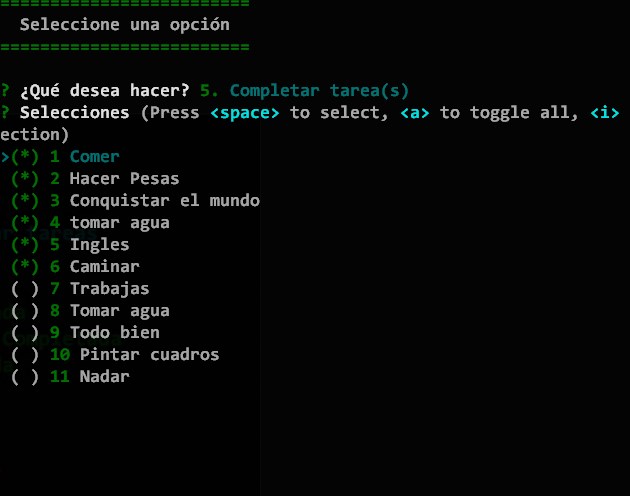 =========================
Seleccione una opción
=========================
? ¿Qué desea hacer? 5. Completar tarea(s)
? Selecciones (Press <space> to select, <a> to toggle all, <i>
ection)
>(*) 1 Comer
(*) 2 Hacer Pesas
(*) 3 Conquistar el mundo
(*) 4 tomar agua
(*) 5 Ingles
(*) 6 Caminar
( ) 7 Trabajas
( ) 8 Tomar agua
( ) 9 Todo bien
( ) 10 Pintar cuadros
( ) 11 Nadar